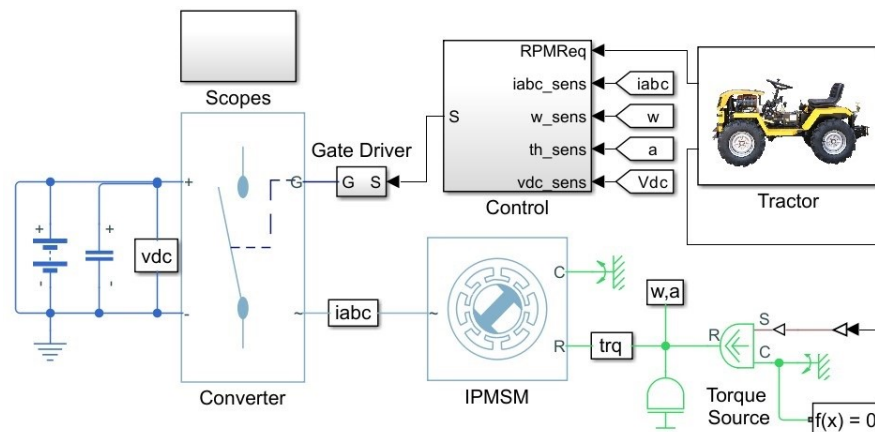 RPMReq
iabc_sens
iabc
Scopes
w_sens
w
S
Gate Driver
th_sens
a
G
G
S
vdc_sens
Vdc
Control
Tractor
+
+
+
vdc
-
-
-
C
w,a
~
iabc
~
R
trq
R
S
C
Converter
IPMSM
Torque
Source
f(x) = 0